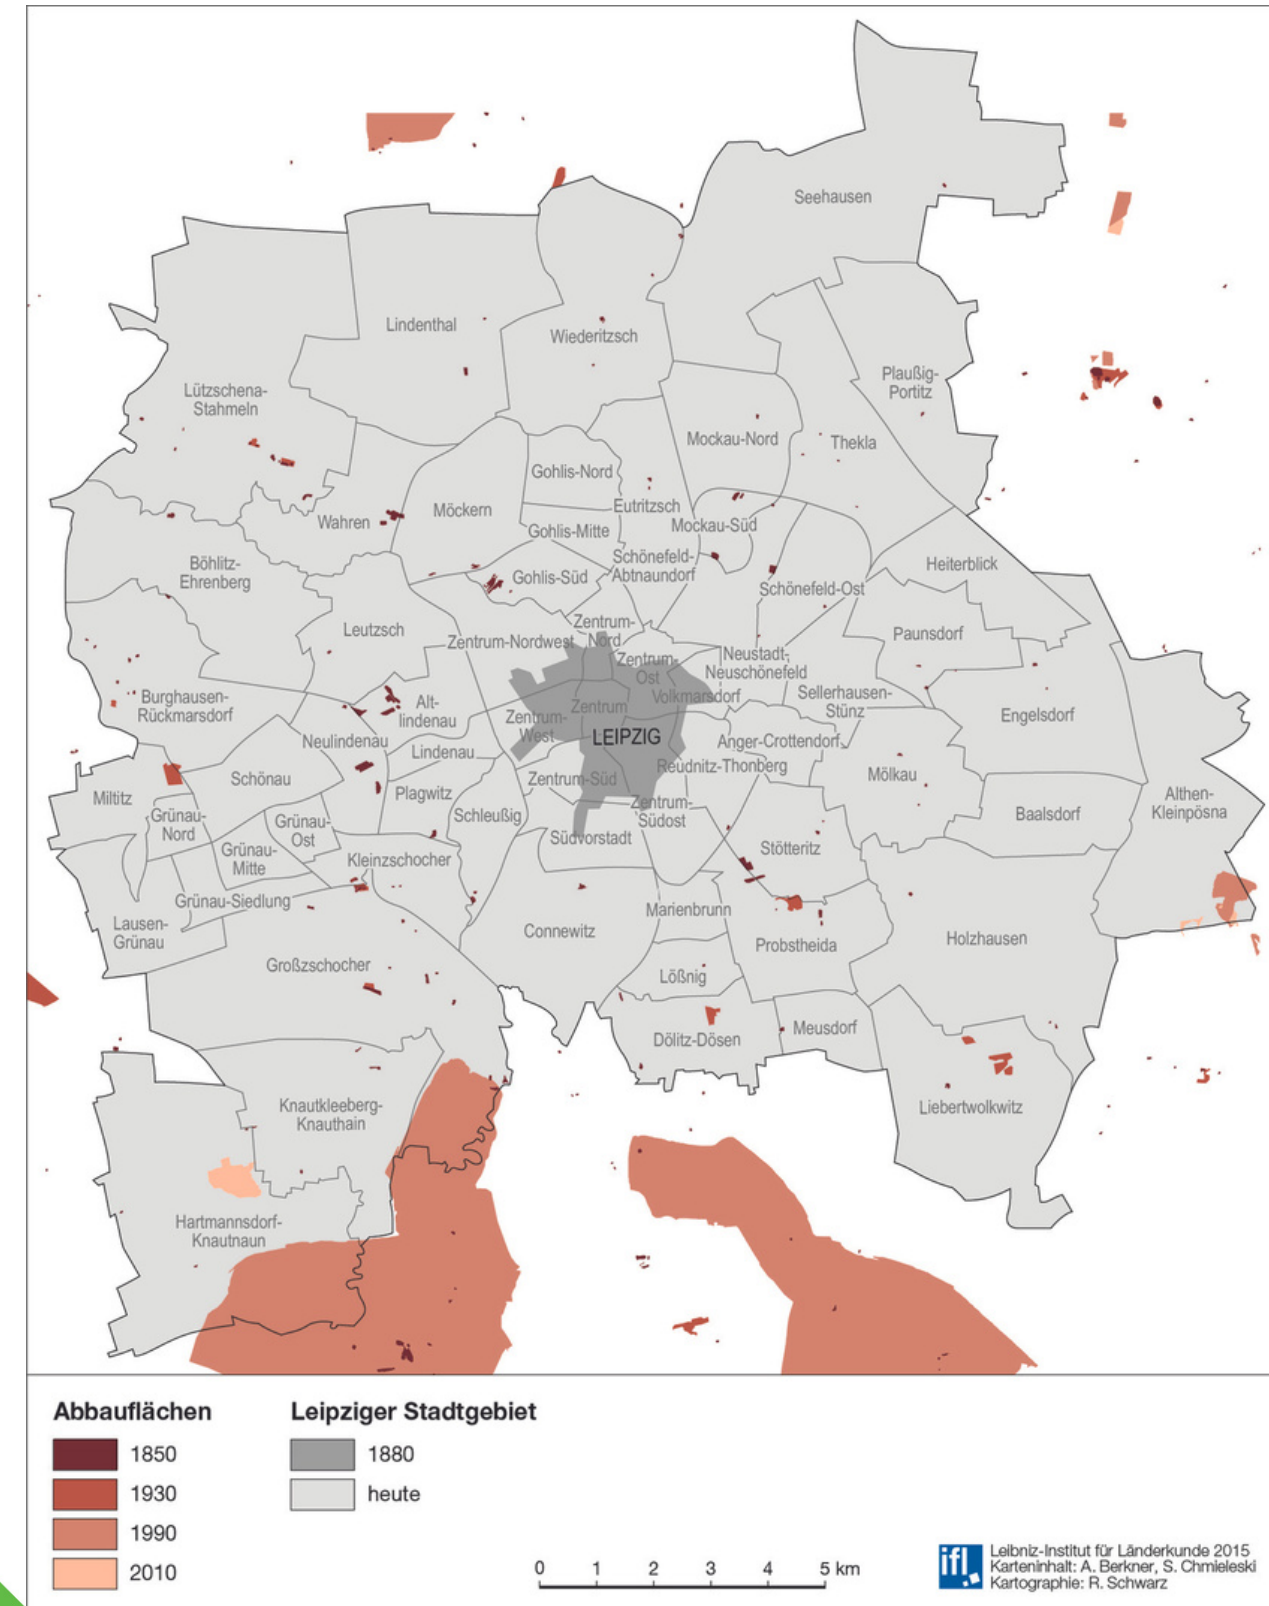 Seehausen
Lindenthal
Wiederitzsch
Lützschena-
Stahmeln
Plaußig-
Portitz
Mockau-Nord
Thekla
Gohlis-Nord
Möckern
Eutritzsch
Wahren
Mockau-Süd
Gohlis-Mitte
Böhlitz-
Ehrenberg
Schönefeld-
Abtnaundorf
Heiterblick
Gohlis-Süd
Schönefeld-Ost
Leutzsch
Zentrum-Nordwest
Zentrum-
Nord
Paunsdorf
Zentrum-
Ost
Neustadt-
Neuschönefeld
Burghausen-
Rückmarsdorf
Alt-
lindenau
Zentrum
Volkmarsdorf
Sellerhausen-
Stünz
Engelsdorf
Zentrum-
West
LEIPZIG
Neulindenau
Lindenau
Anger-Crottendorf
Reudnitz-Thonberg
Mölkau
Schönau
Zentrum-Süd
Miltitz
Plagwitz
Schleußig
Zentrum-
Südost
Baalsdorf
Althen-
Kleinpösna
Grünau-
Nord
Grünau-
Ost
Südvorstadt
Grünau-
Mitte
Kleinzschocher
Stötteritz
Grünau-Siedlung
Marienbrunn
Lausen-
Grünau
Connewitz
Probstheida
Holzhausen
Großzschocher
Lößnig
Dölitz-Dösen
Meusdorf
Knautkleeberg-
Knauthain
Liebertwolkwitz
Hartmannsdorf-
Knautnaun
Abbauflächen
1850
1930
1990
2010
Leipziger Stadtgebiet
1880
heute
0 1 2 3 4 5 km
ifl
Leibniz-Institut für Länderkunde 2015
Karteninhalt: A. Berkner, S. Chmieleski
Kartographie: R. Schwarz